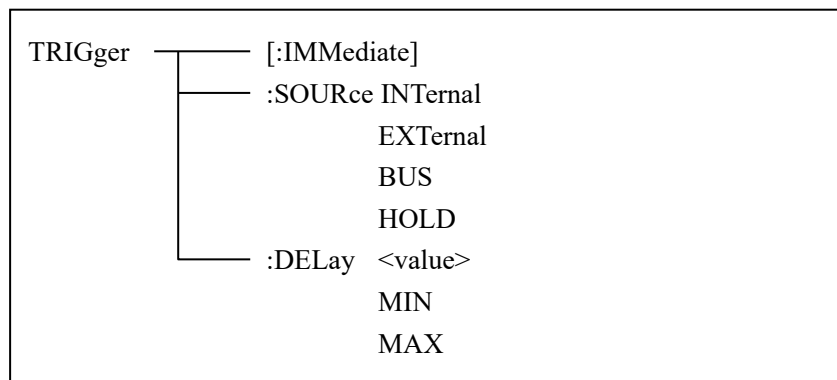 TRIGger [:IMMediate]
:SOURce INTernal
EXTernal
BUS
HOLD
:DELay <value>
MIN
MAX